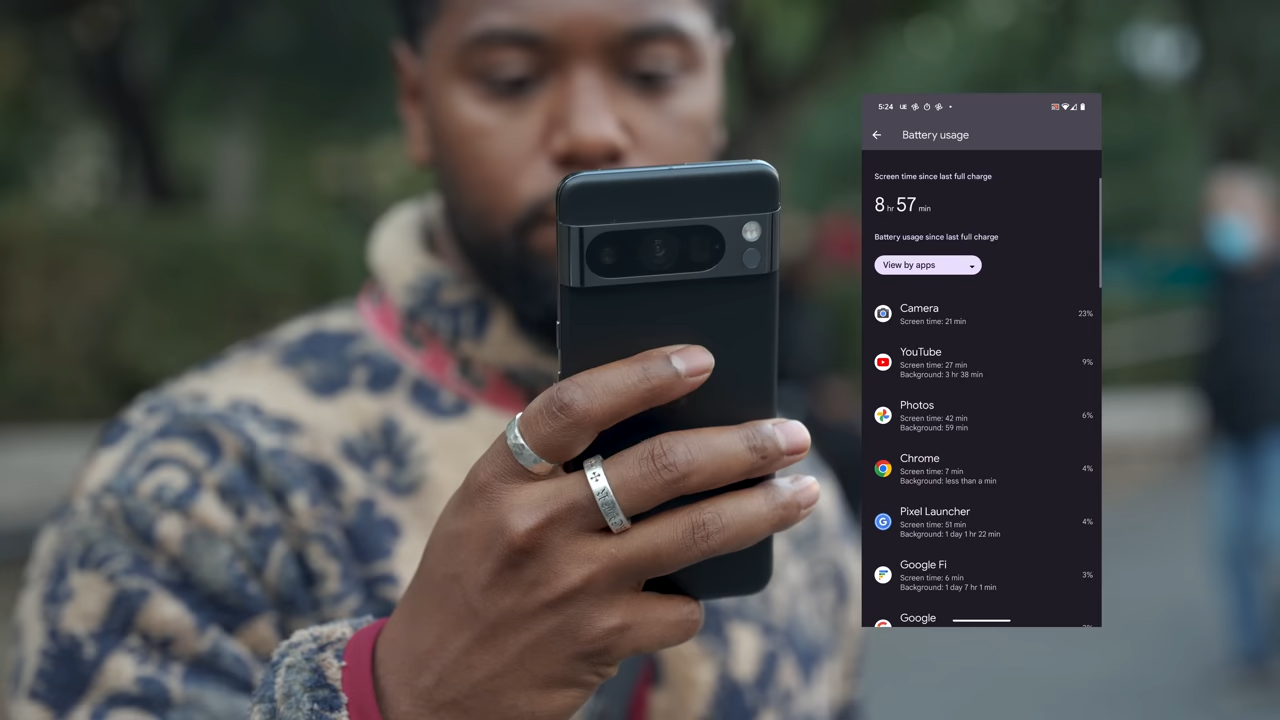 5:24 UE
Battery usage
Screen time since last full charge
8 hr 57 min
Battery usage since last full charge
View by apps
Camera
Screen time: 21 min
23%
YouTube
Screen time: 27 min
Background: 3 hr 38 min
9%
Photos
Screen time: 42 min
Background: 59 min
6%
Chrome
Screen time: 7 min
Background: less than a min
4%
Pixel Launcher
Screen time: 51 min
Background: 1 day 1 hr 22 min
4%
Google Fi
Screen time: 6 min
Background: 1 day 7 hr 1 min
3%
Google